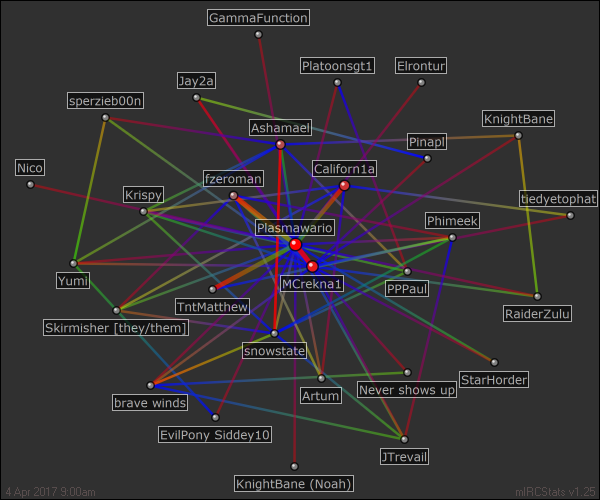 GammaFunction
Platoonsgt1
Elrontur
Jay2a
sperzieb00n
KnightBane
Ashamael
Pinapl
Nico
fzeroman
Californ1a
Krispy
tiedyetophat
Plasmawario
Phimeek
Yumi
MCrekna1
PPPaul
TntMatthew
RaiderZulu
Skirmisher [they/them]
snowstate
StarHorder
brave winds
Artum
Never shows up
EvilPony Siddey10
JTrevail
KnightBane (Noah)
4 Apr 2017 9:00am
mIRCStats v1.25